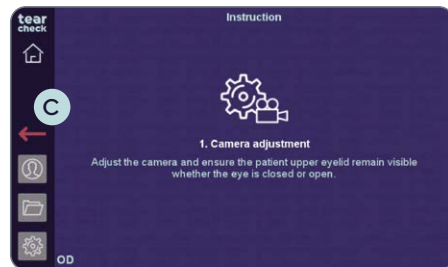 tear
check
Instruction
C
1. Camera adjustment
Adjust the camera and ensure the patient upper eyelid remain visible
whether the eye is closed or open.
OD